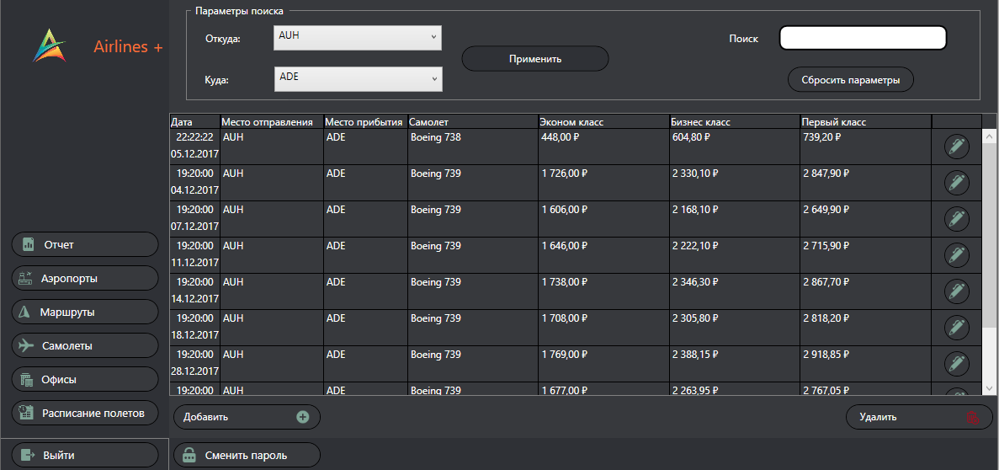 Airlines +
Отчет
Аэропорты
Маршруты
Самолеты
Офисы
Расписание полетов
Выйти
Параметры поиска
Откуда: AUH
Применить
Поиск
Куда: ADE
Сбросить параметры
Дата Место отправления Место прибытия Самолет Эконом класс Бизнес класс Первый класс
22:22:22 AUH ADE Boeing 738 448,00 ₽ 604,80 ₽ 739,20 ₽
05.12.2017
19:20:00 AUH ADE Boeing 739 1 726,00 ₽ 2 330,10 ₽ 2 847,90 ₽
04.12.2017
19:20:00 AUH ADE Boeing 739 1 606,00 ₽ 2 168,10 ₽ 2 649,90 ₽
07.12.2017
19:20:00 AUH ADE Boeing 739 1 646,00 ₽ 2 222,10 ₽ 2 715,90 ₽
11.12.2017
19:20:00 AUH ADE Boeing 739 1 738,00 ₽ 2 346,30 ₽ 2 867,70 ₽
14.12.2017
19:20:00 AUH ADE Boeing 739 1 708,00 ₽ 2 305,80 ₽ 2 818,20 ₽
18.12.2017
19:20:00 AUH ADE Boeing 739 1 769,00 ₽ 2 388,15 ₽ 2 918,85 ₽
28.12.2017
19:20:00 AUH ADE Boeing 739 1 677,00 ₽ 2 263,95 ₽ 2 767,05 ₽
Добавить
Удалить
Сменить пароль